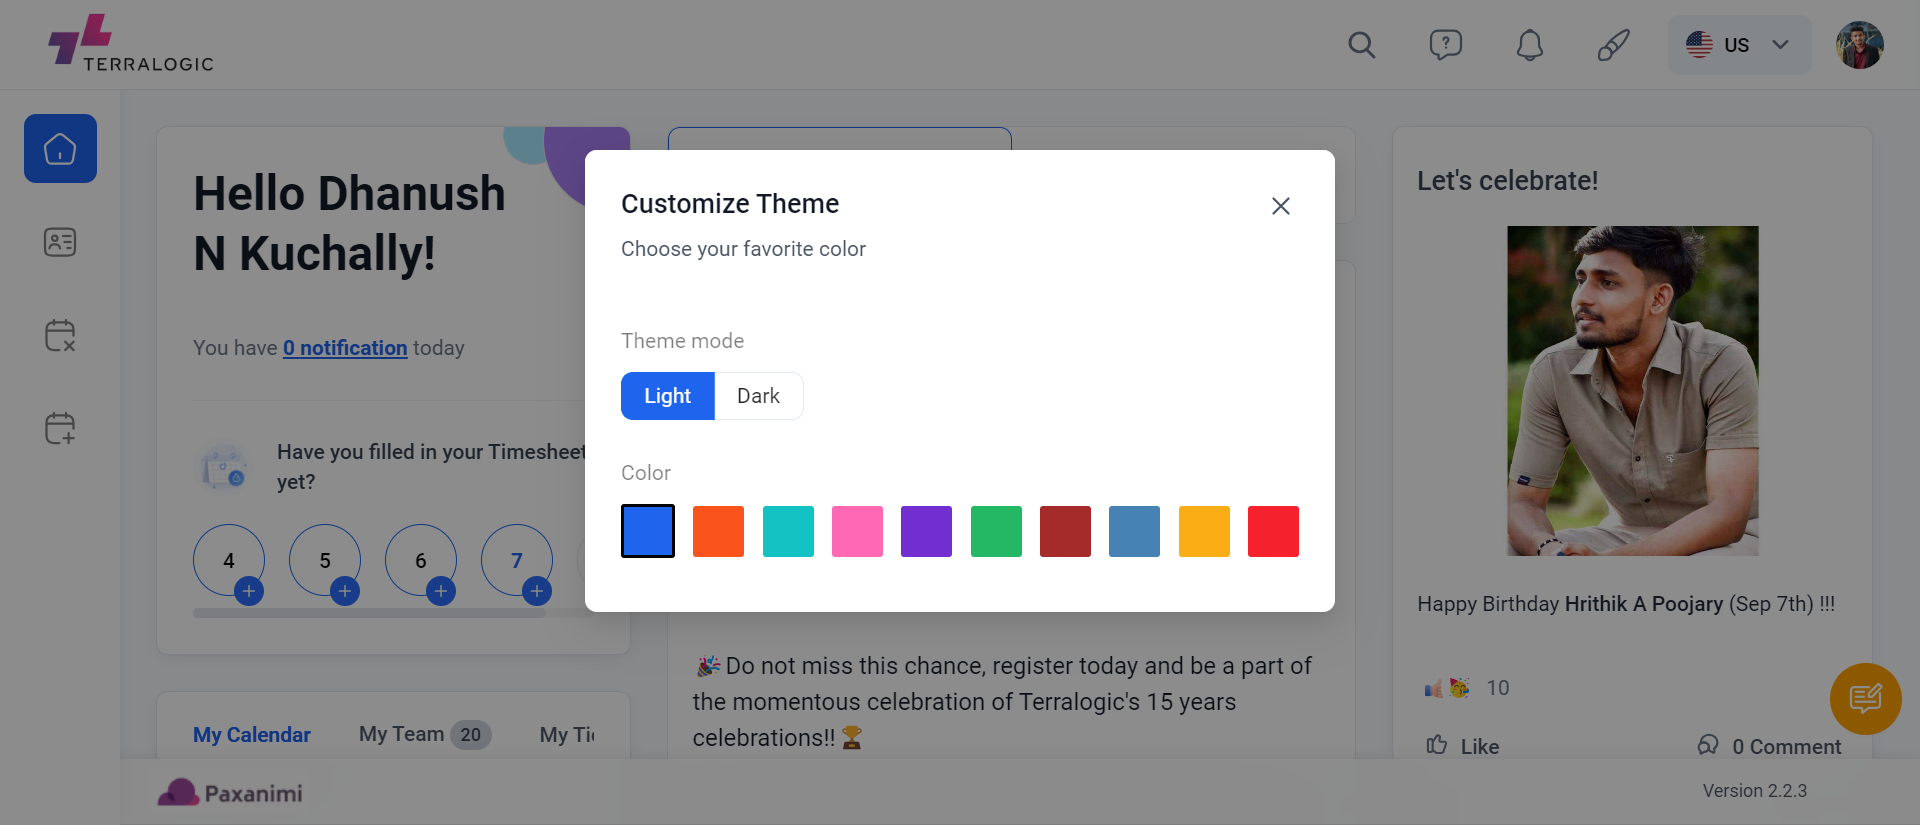 TERRALOGIC
US
Hello Dhanush
N Kuchally!
You have 0 notification today
Have you filled in your Timesheet
yet?
4
5
6
7
My Calendar
My Team 20
My Ti
Customize Theme
Choose your favorite color
Theme mode
Light
Dark
Color
🎉 Do not miss this chance, register today and be a part of
the momentous celebration of Terralogic's 15 years
celebrations!! 🏆
Let's celebrate!
Happy Birthday Hrithik A Poojary (Sep 7th) !!!
10
Like
0 Comment
Paxanimi
Version 2.2.3